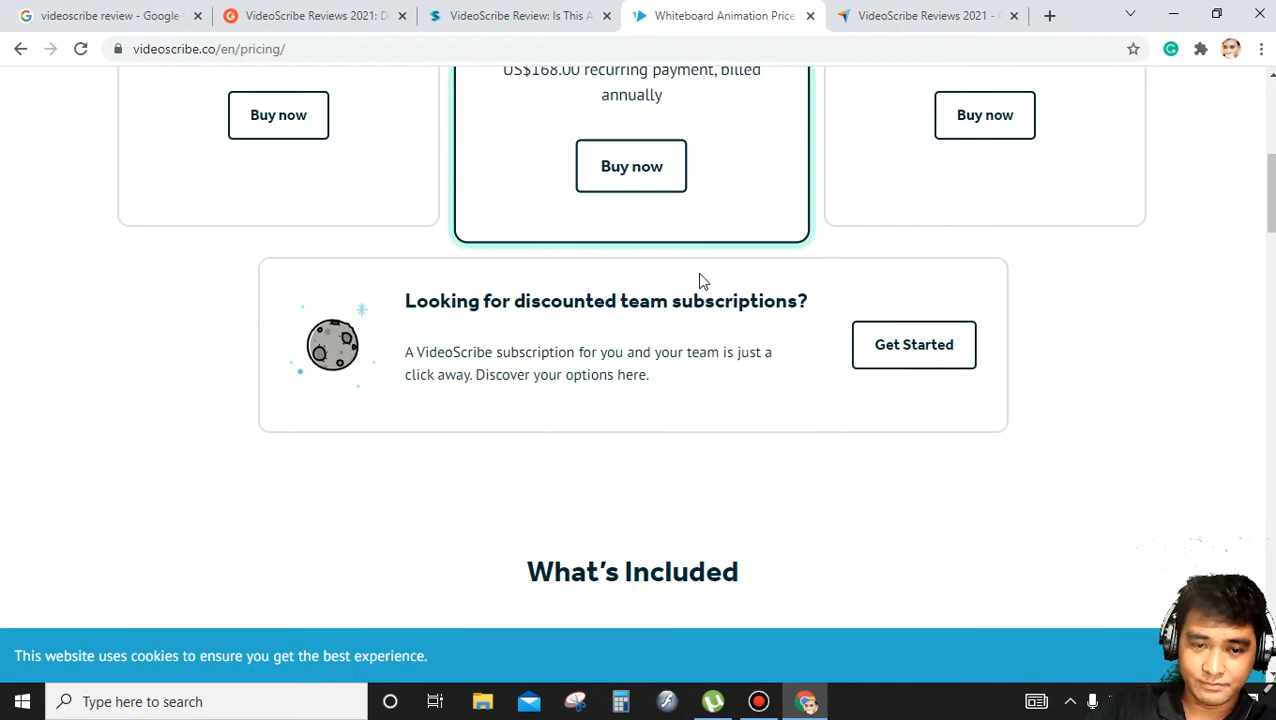 videoscribe review - Google
VideoScribe Reviews 2021: D
VideoScribe Review: Is This A
Whiteboard Animation Price
VideoScribe Reviews 2021 -
videoscribe.co/en/pricing/
US$168.00 recurring payment, billed
annually
Buy now
Buy now
Buy now
Looking for discounted team subscriptions?
A VideoScribe subscription for you and your team is just a
click away. Discover your options here.
Get Started
What's Included
This website uses cookies to ensure you get the best experience.
Type here to search